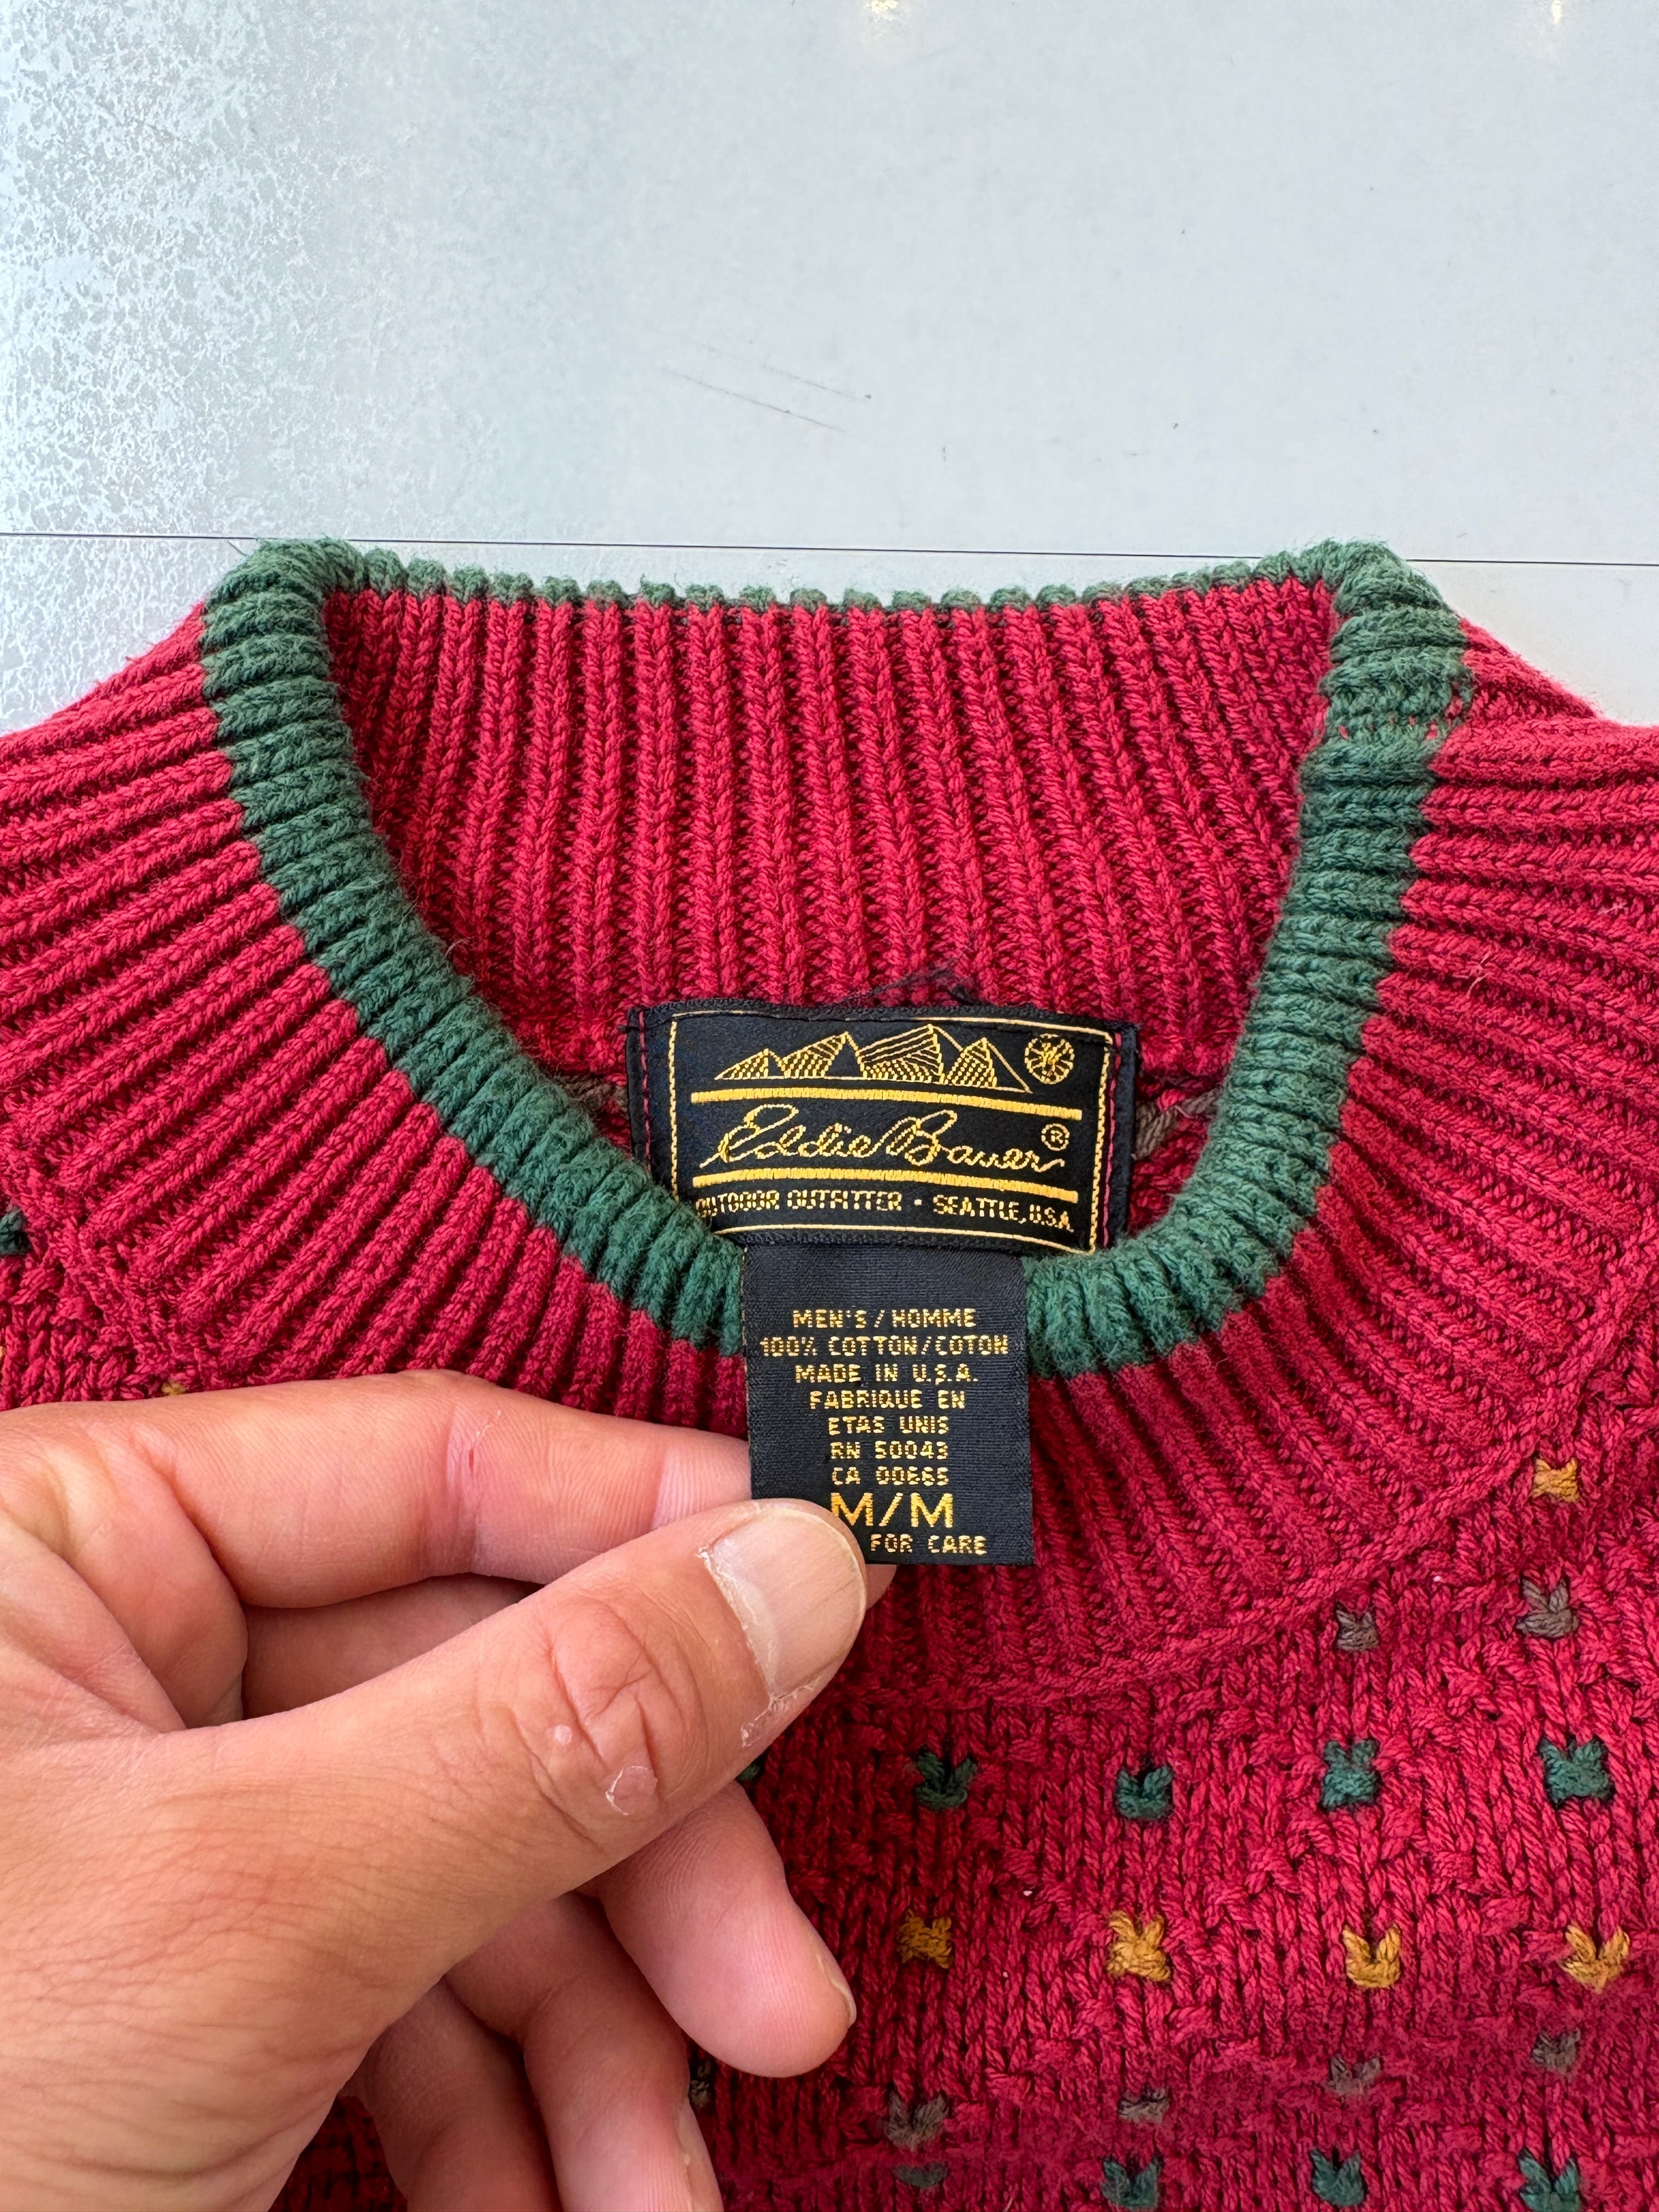 Eddie Bauer®
OUTDOOR OUTFITTER · SEATTLE, U.S.A.
MEN'S / HOMME
100% COTTON/COTON
MADE IN U.S.A.
FABRIQUE EN
ETAS UNIS
RN 50043
CA 00665
M/M
FOR CARE